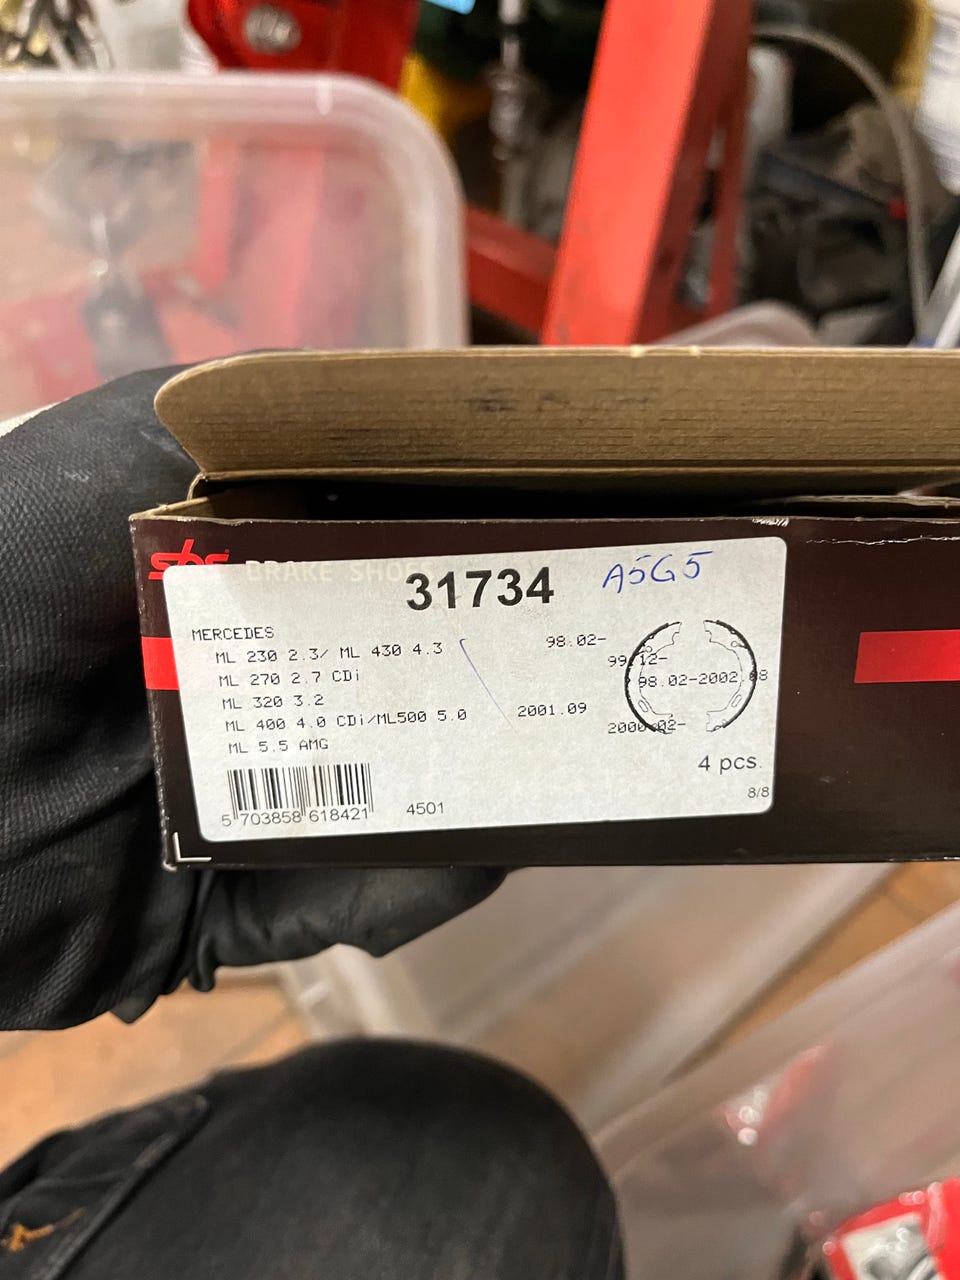 sbs BRAKE SHOE
31734 A5G5
MERCEDES
ML 230 2.3/ ML 430 4.3 98.02-
ML 270 2.7 CDi 99.12-
ML 320 3.2 98.02-2002.08
ML 400 4.0 CDi/ML500 5.0 2001.09
ML 5.5 AMG 2000.02-
4 pcs.
5 703858 618421 4501
8/8